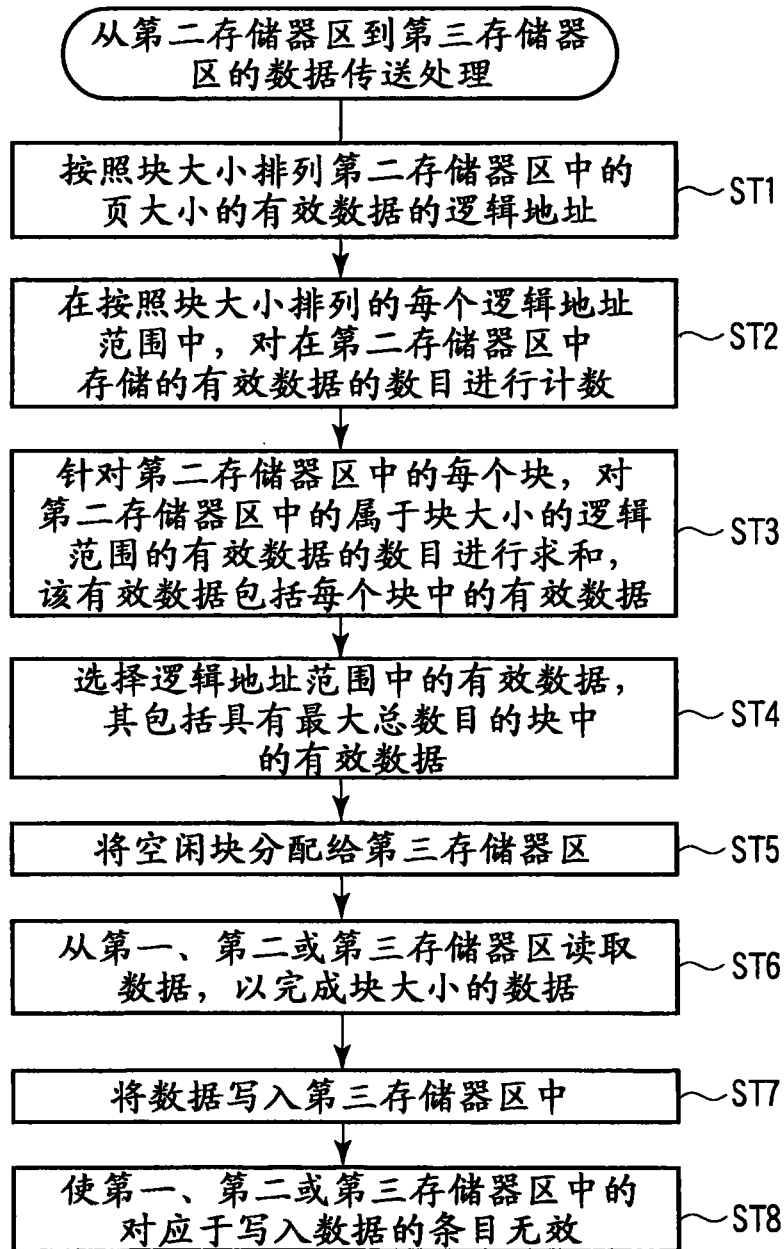 从第二存储器区到第三存储器
区的数据传送处理
按照块大小排列第二存储器区中的
页大小的有效数据的逻辑地址
ST1
在按照块大小排列的每个逻辑地址
范围中，对在第二存储器区中
存储的有效数据的数目进行计数
ST2
针对第二存储器区中的每个块，对
第二存储器区中的属于块大小的逻辑
范围的有效数据的数目进行求和，
该有效数据包括每个块中的有效数据
ST3
选择逻辑地址范围中的有效数据，
其包括具有最大总数目的块中
的有效数据
ST4
将空闲块分配给第三存储器区
ST5
从第一、第二或第三存储器区读取
数据，以完成块大小的数据
ST6
将数据写入第三存储器区中
ST7
使第一、第二或第三存储器区中的
对应于写入数据的条目无效
ST8